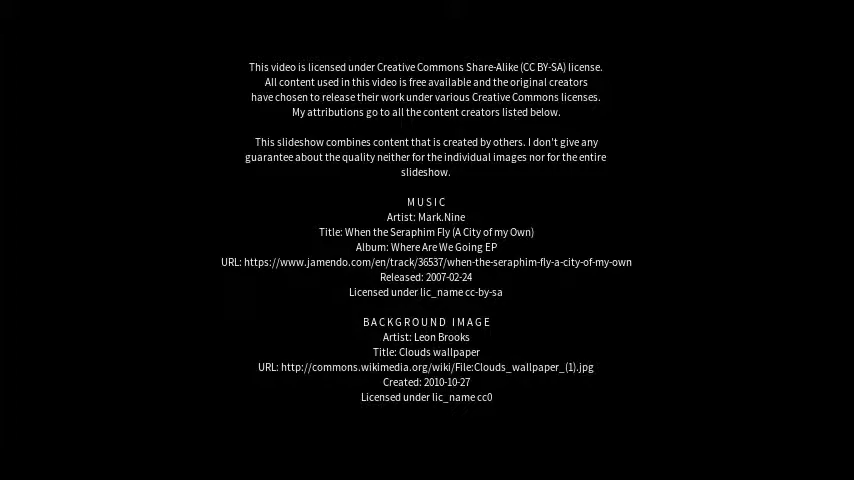 This video is licensed under Creative Commons Share-Alike (CC BY-SA) license.
All content used in this video is free available and the original creators
have chosen to release their work under various Creative Commons licenses.
My attributions go to all the content creators listed below.
This slideshow combines content that is created by others. I don't give any
guarantee about the quality neither for the individual images nor for the entire
slideshow.
MUSIC
Artist: Mark.Nine
Title: When the Seraphim Fly (A City of my Own)
Album: Where Are We Going EP
URL: https://www.jamendo.com/en/track/36537/when-the-seraphim-fly-a-city-of-my-own
Released: 2007-02-24
Licensed under lic_name cc-by-sa
BACKGROUND IMAGE
Artist: Leon Brooks
Title: Clouds wallpaper
URL: http://commons.wikimedia.org/wiki/File:Clouds_wallpaper_(1).jpg
Created: 2010-10-27
Licensed under lic_name cc0